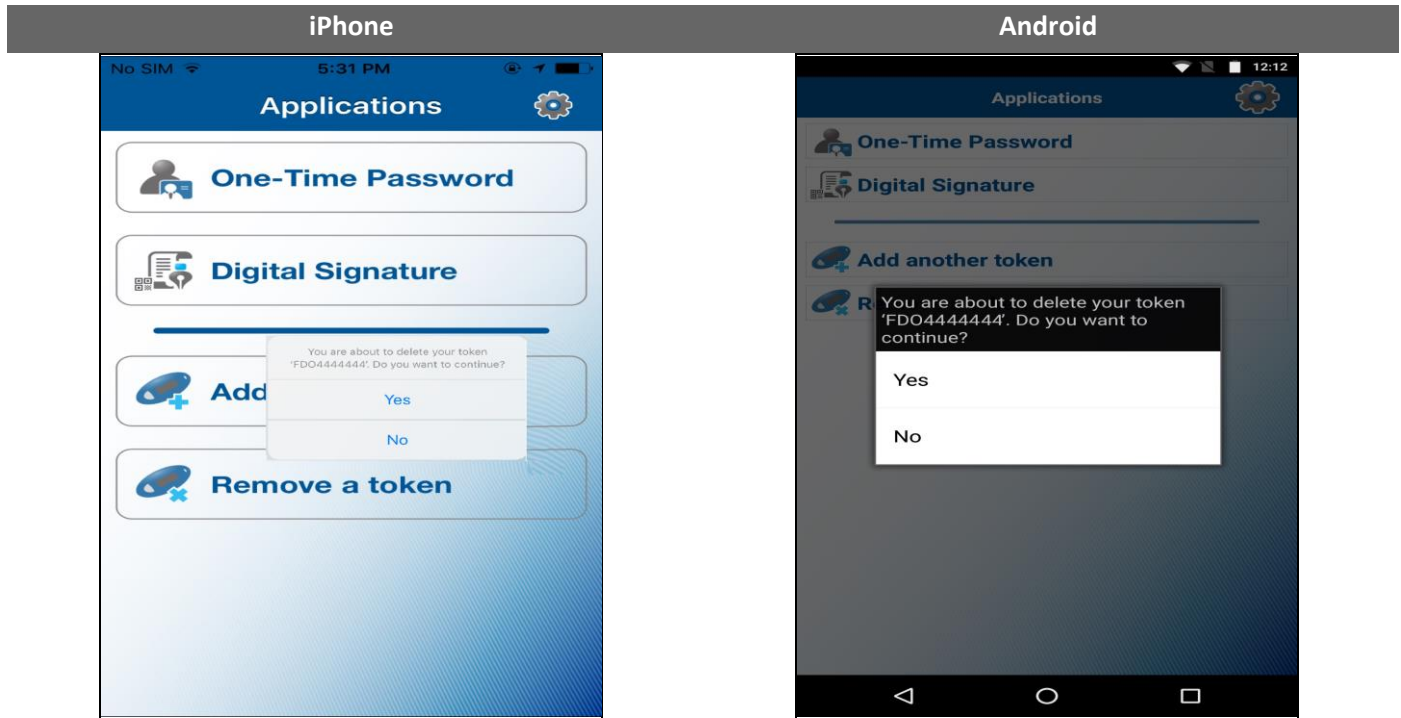 iPhone
Android
No SIM 5:31 PM
Applications
One-Time Password
Digital Signature
You are about to delete your token
'FDO4444444'. Do you want to continue?
Add
Yes
No
Remove a token
12:12
Applications
One-Time Password
Digital Signature
Add another token
R
You are about to delete your token
'FDO4444444'. Do you want to
continue?
Yes
No